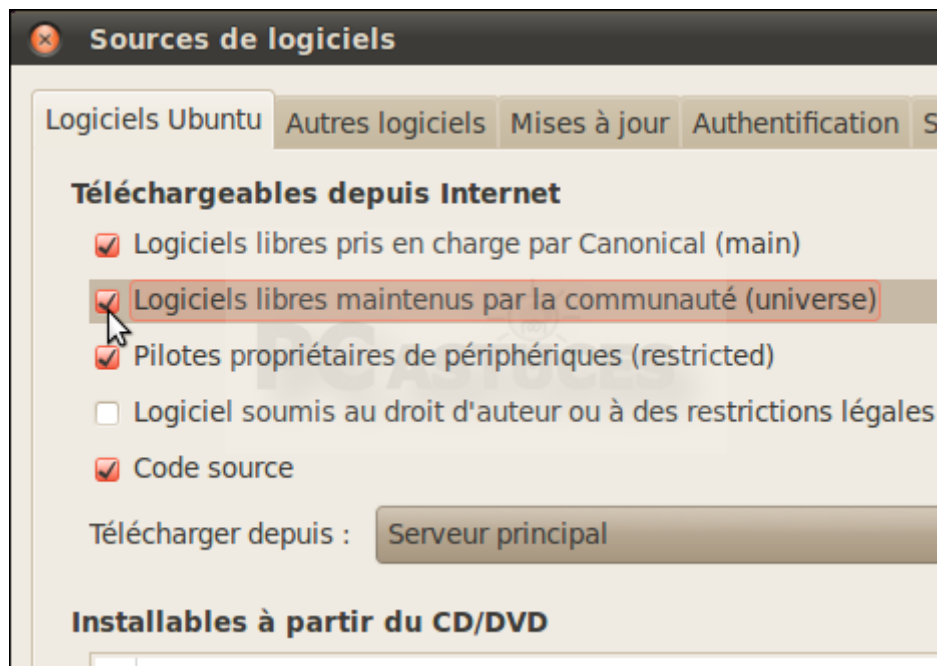 Sources de logiciels
Logiciels Ubuntu Autres logiciels Mises à jour Authentification S
Téléchargeables depuis Internet
Logiciels libres pris en charge par Canonical (main)
Logiciels libres maintenus par la communauté (universe)
Pilotes propriétaires de périphériques (restricted)
PC ASTUCES
Logiciel soumis au droit d'auteur ou à des restrictions légales
Code source
Télécharger depuis : Serveur principal
Installables à partir du CD/DVD